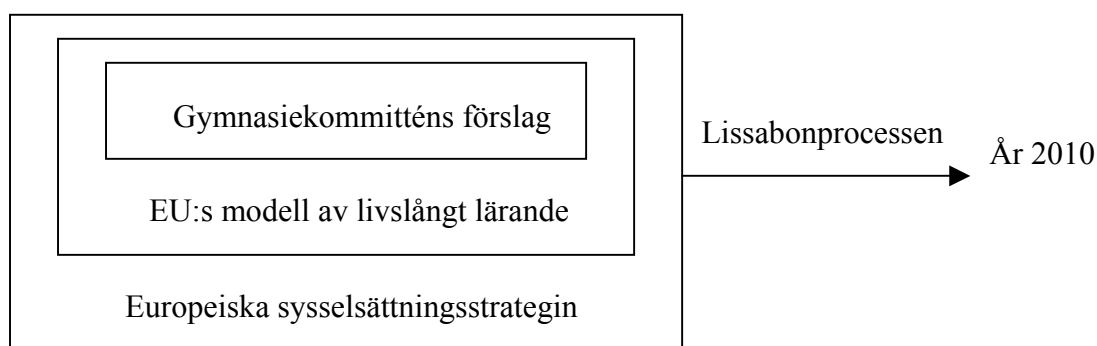 Gymnasiekommitténs förslag
EU:s modell av livslångt lärande
Europeiska sysselsättningsstrategin
Lissabonprocessen
År 2010